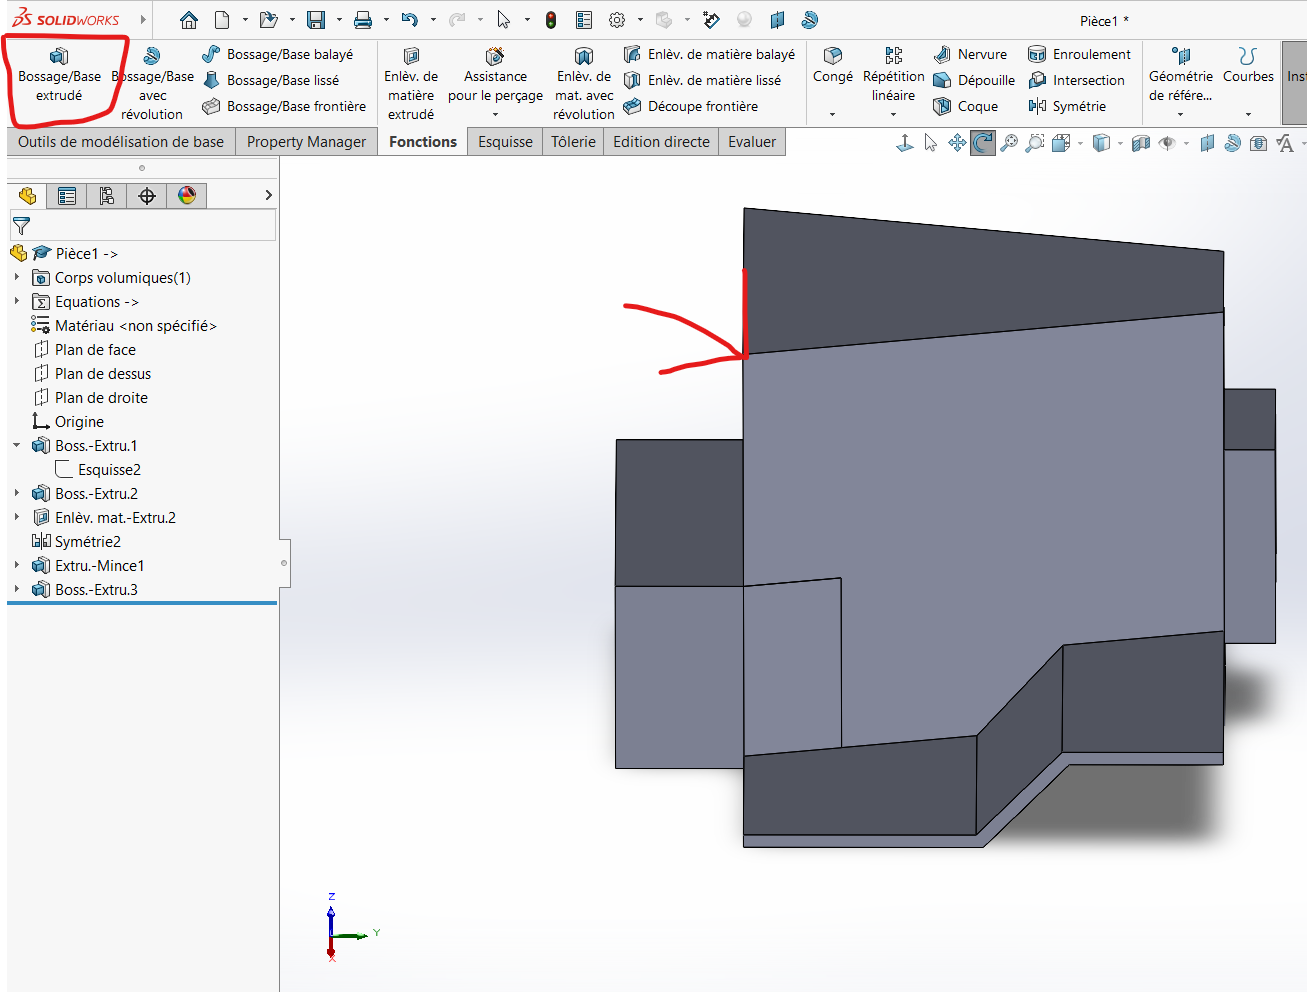 SOLIDWORKS
Pièce1 *
Bossage/Base
extrudé
Bossage/Base
avec
révolution
Bossage/Base balayé
Bossage/Base lissé
Bossage/Base frontière
Enlèv. de
matière
extrudé
Assistance
pour le perçage
Enlèv. de
mat. avec
révolution
Enlèv. de matière balayé
Enlèv. de matière lissé
Découpe frontière
Congé
Répétition
linéaire
Nervure
Dépouille
Coque
Enroulement
Intersection
Symétrie
Géométrie
de référe...
Courbes
Inst
Outils de modélisation de base
Property Manager
Fonctions
Esquisse
Tôlerie
Edition directe
Evaluer
Pièce1 ->
Corps volumiques(1)
Equations ->
Matériau <non spécifié>
Plan de face
Plan de dessus
Plan de droite
Origine
Boss.-Extru.1
Esquisse2
Boss.-Extru.2
Enlèv. mat.-Extru.2
Symétrie2
Extru.-Mince1
Boss.-Extru.3
Z
Y
X